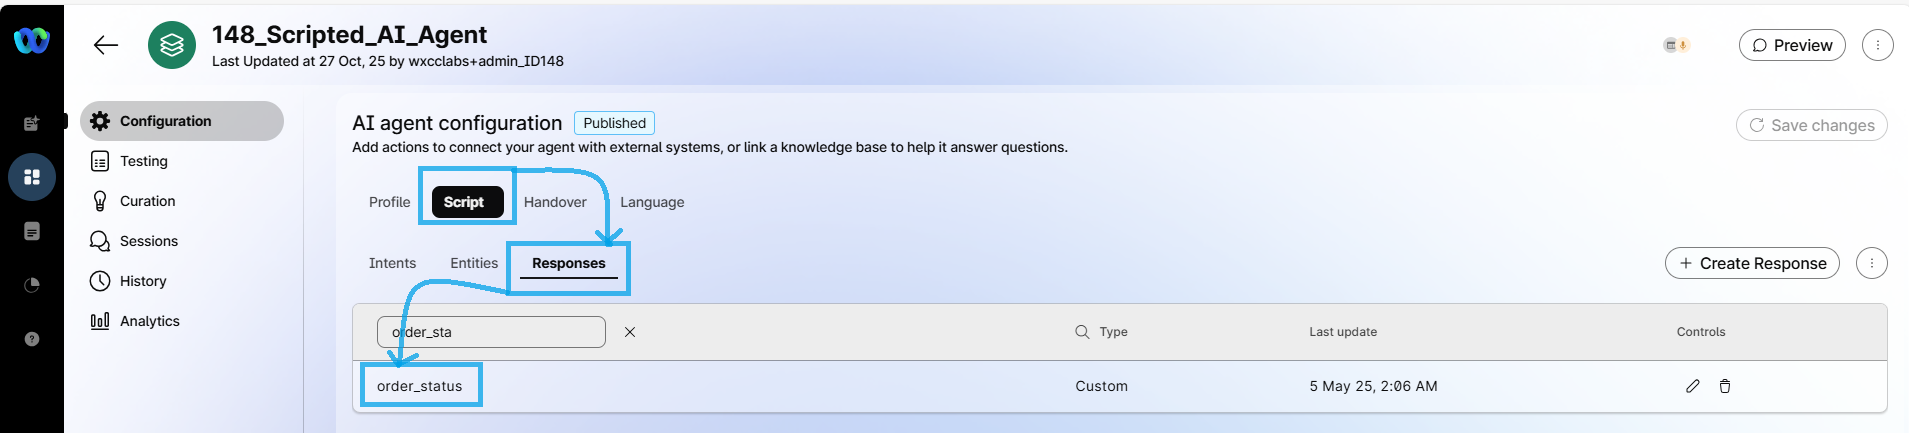 148_Scripted_AI_Agent
Last Updated at 27 Oct, 25 by wxcclabs+admin_ID148
Preview
Configuration
Testing
Curation
Sessions
History
Analytics
AI agent configuration Published
Save changes
Add actions to connect your agent with external systems, or link a knowledge base to help it answer questions.
Profile Script Handover Language
Intents Entities Responses
+ Create Response
order_sta Type Last update Controls
order_status Custom 5 May 25, 2:06 AM